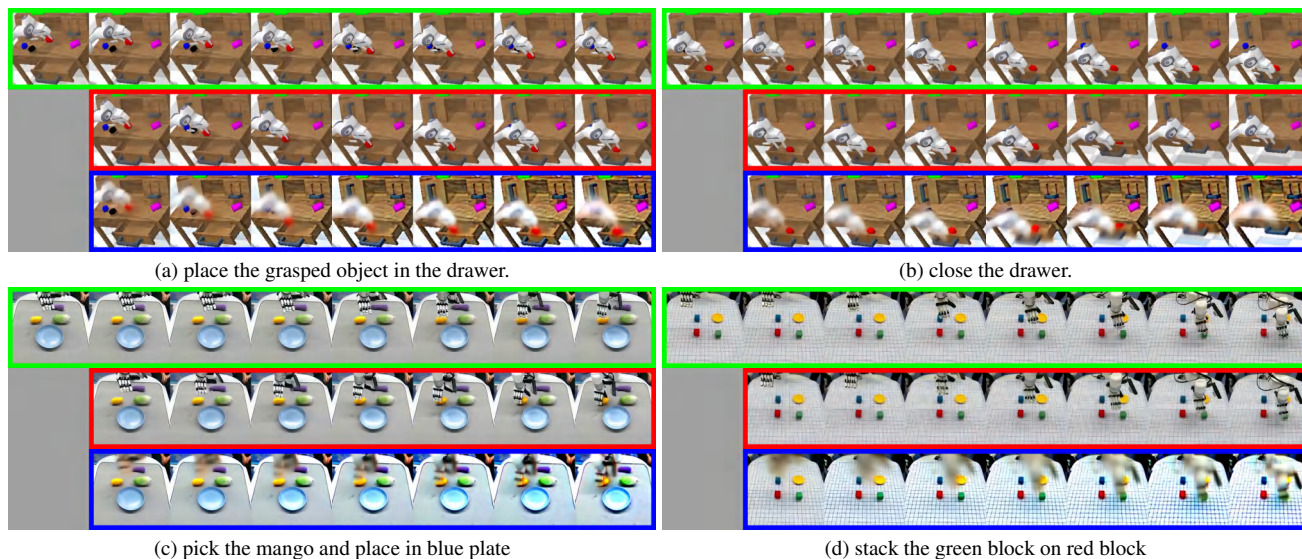 (a) place the grasped object in the drawer.
(b) close the drawer.
(c) pick the mango and place in blue plate
(d) stack the green block on red block